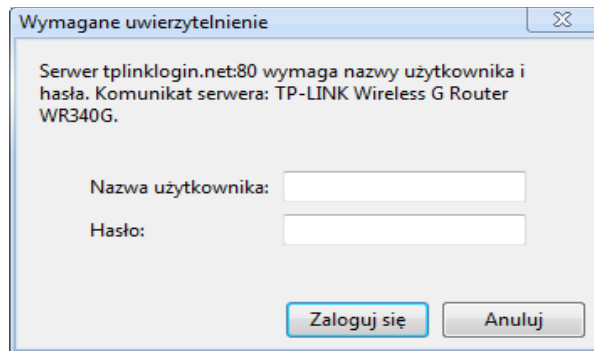 Wymagane uwierzytelnienie
Serwer tplinklogin.net:80 wymaga nazwy użytkownika i
hasła. Komunikat serwera: TP-LINK Wireless G Router
WR340G.
Nazwa użytkownika:
Hasło:
Zaloguj się
Anuluj